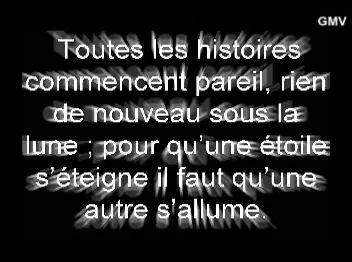 GMV
Toutes les histoires
commencent pareil, rien
de nouveau sous la
lune ; pour qu'une étoile
s'éteigne il faut qu'une
autre s'allume.